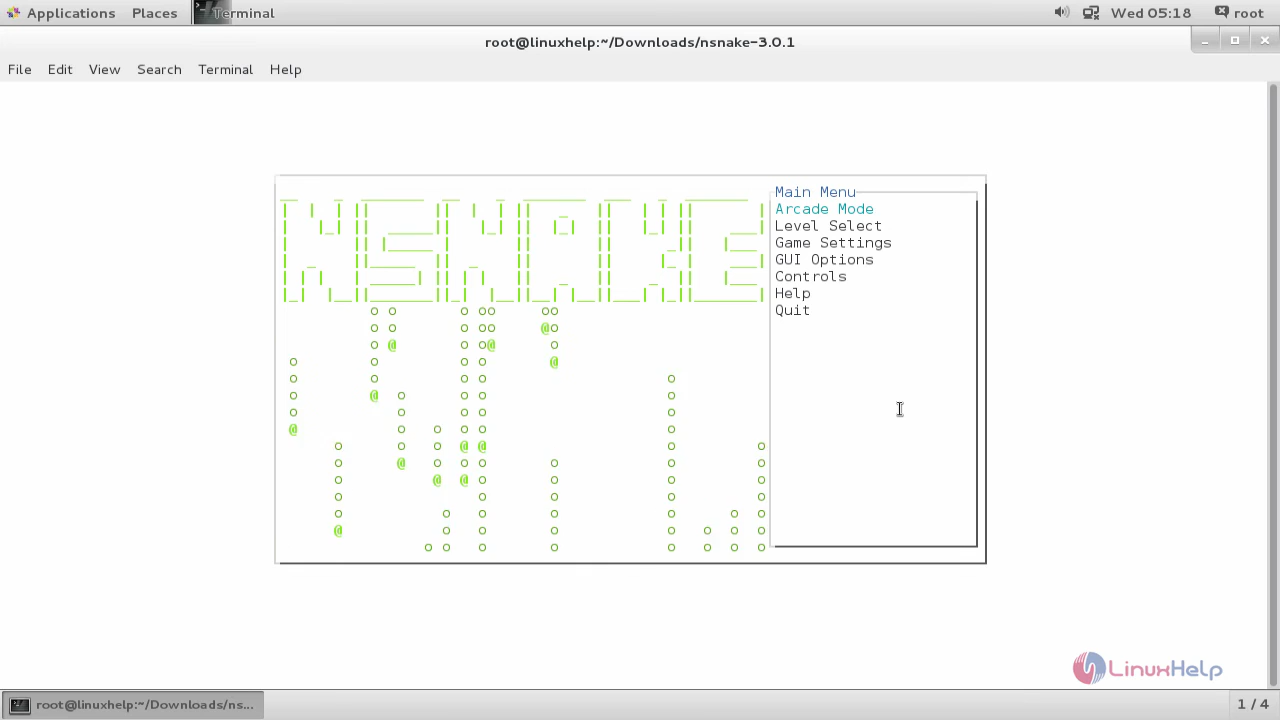 Applications Places Terminal Wed 05:18 root
root@linuxhelp:~/Downloads/nsnake-3.0.1
File Edit View Search Terminal Help
NSNAKE
Main Menu
Arcade Mode
Level Select
Game Settings
GUI Options
Controls
Help
Quit
LinuxHelp
root@linuxhelp:~/Downloads/ns... 1 / 4